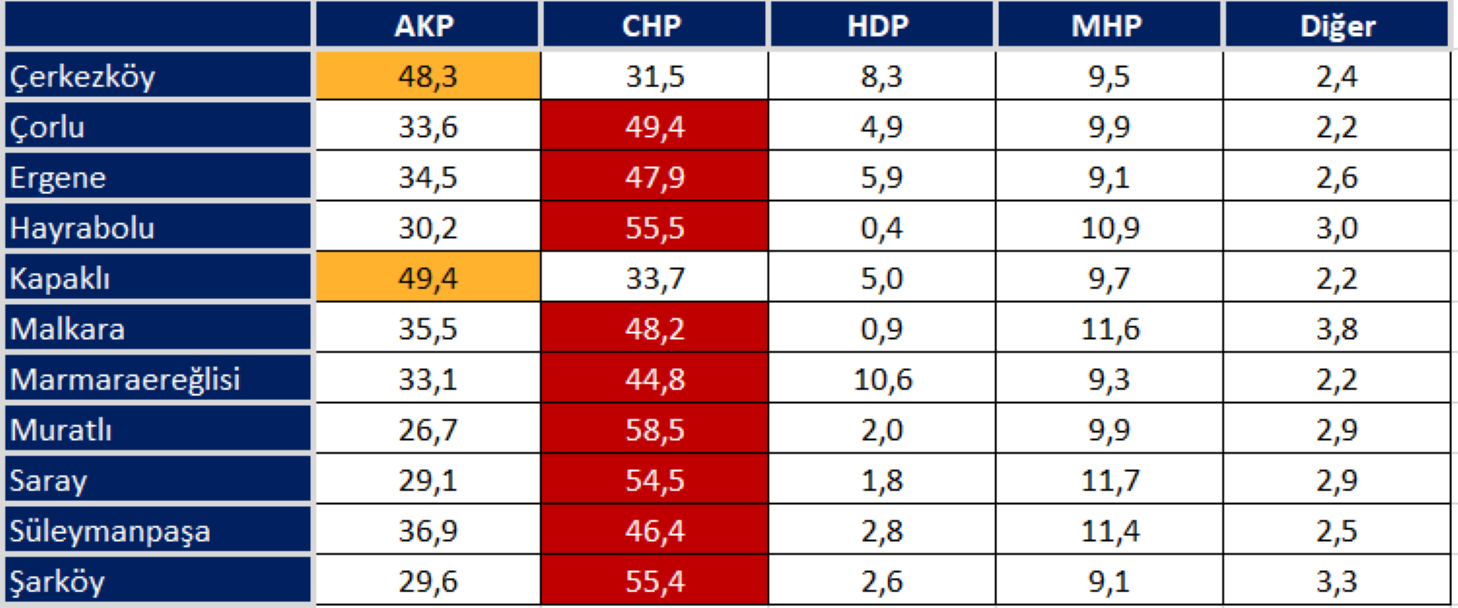 AKP CHP HDP MHP Diğer
Çerkezköy 48,3 31,5 8,3 9,5 2,4
Çorlu 33,6 49,4 4,9 9,9 2,2
Ergene 34,5 47,9 5,9 9,1 2,6
Hayrabolu 30,2 55,5 0,4 10,9 3,0
Kapaklı 49,4 33,7 5,0 9,7 2,2
Malkara 35,5 48,2 0,9 11,6 3,8
Marmaraereğlisi 33,1 44,8 10,6 9,3 2,2
Muratlı 26,7 58,5 2,0 9,9 2,9
Saray 29,1 54,5 1,8 11,7 2,9
Süleymanpaşa 36,9 46,4 2,8 11,4 2,5
Şarköy 29,6 55,4 2,6 9,1 3,3